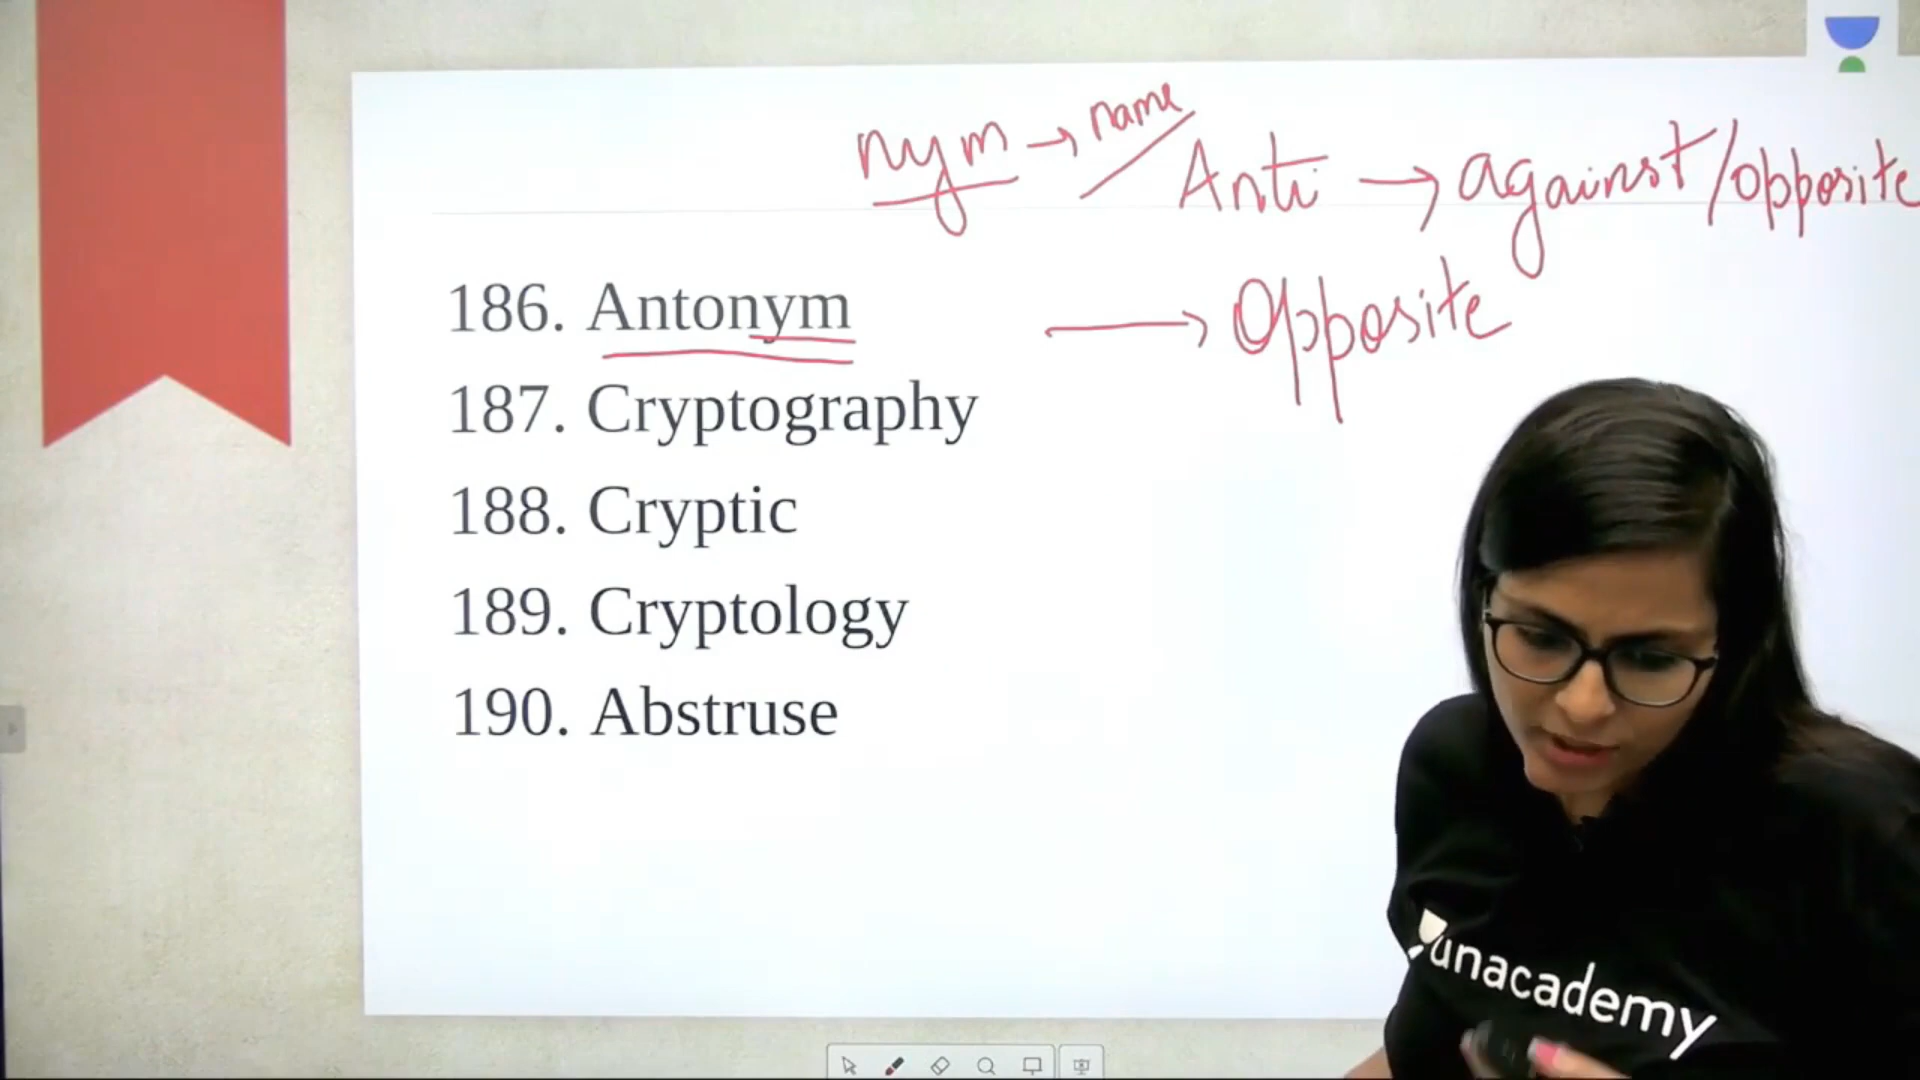 nym → name / Anti → against/opposite
186. Antonym → Opposite
187. Cryptography
188. Cryptic
189. Cryptology
190. Abstruse
unacademy